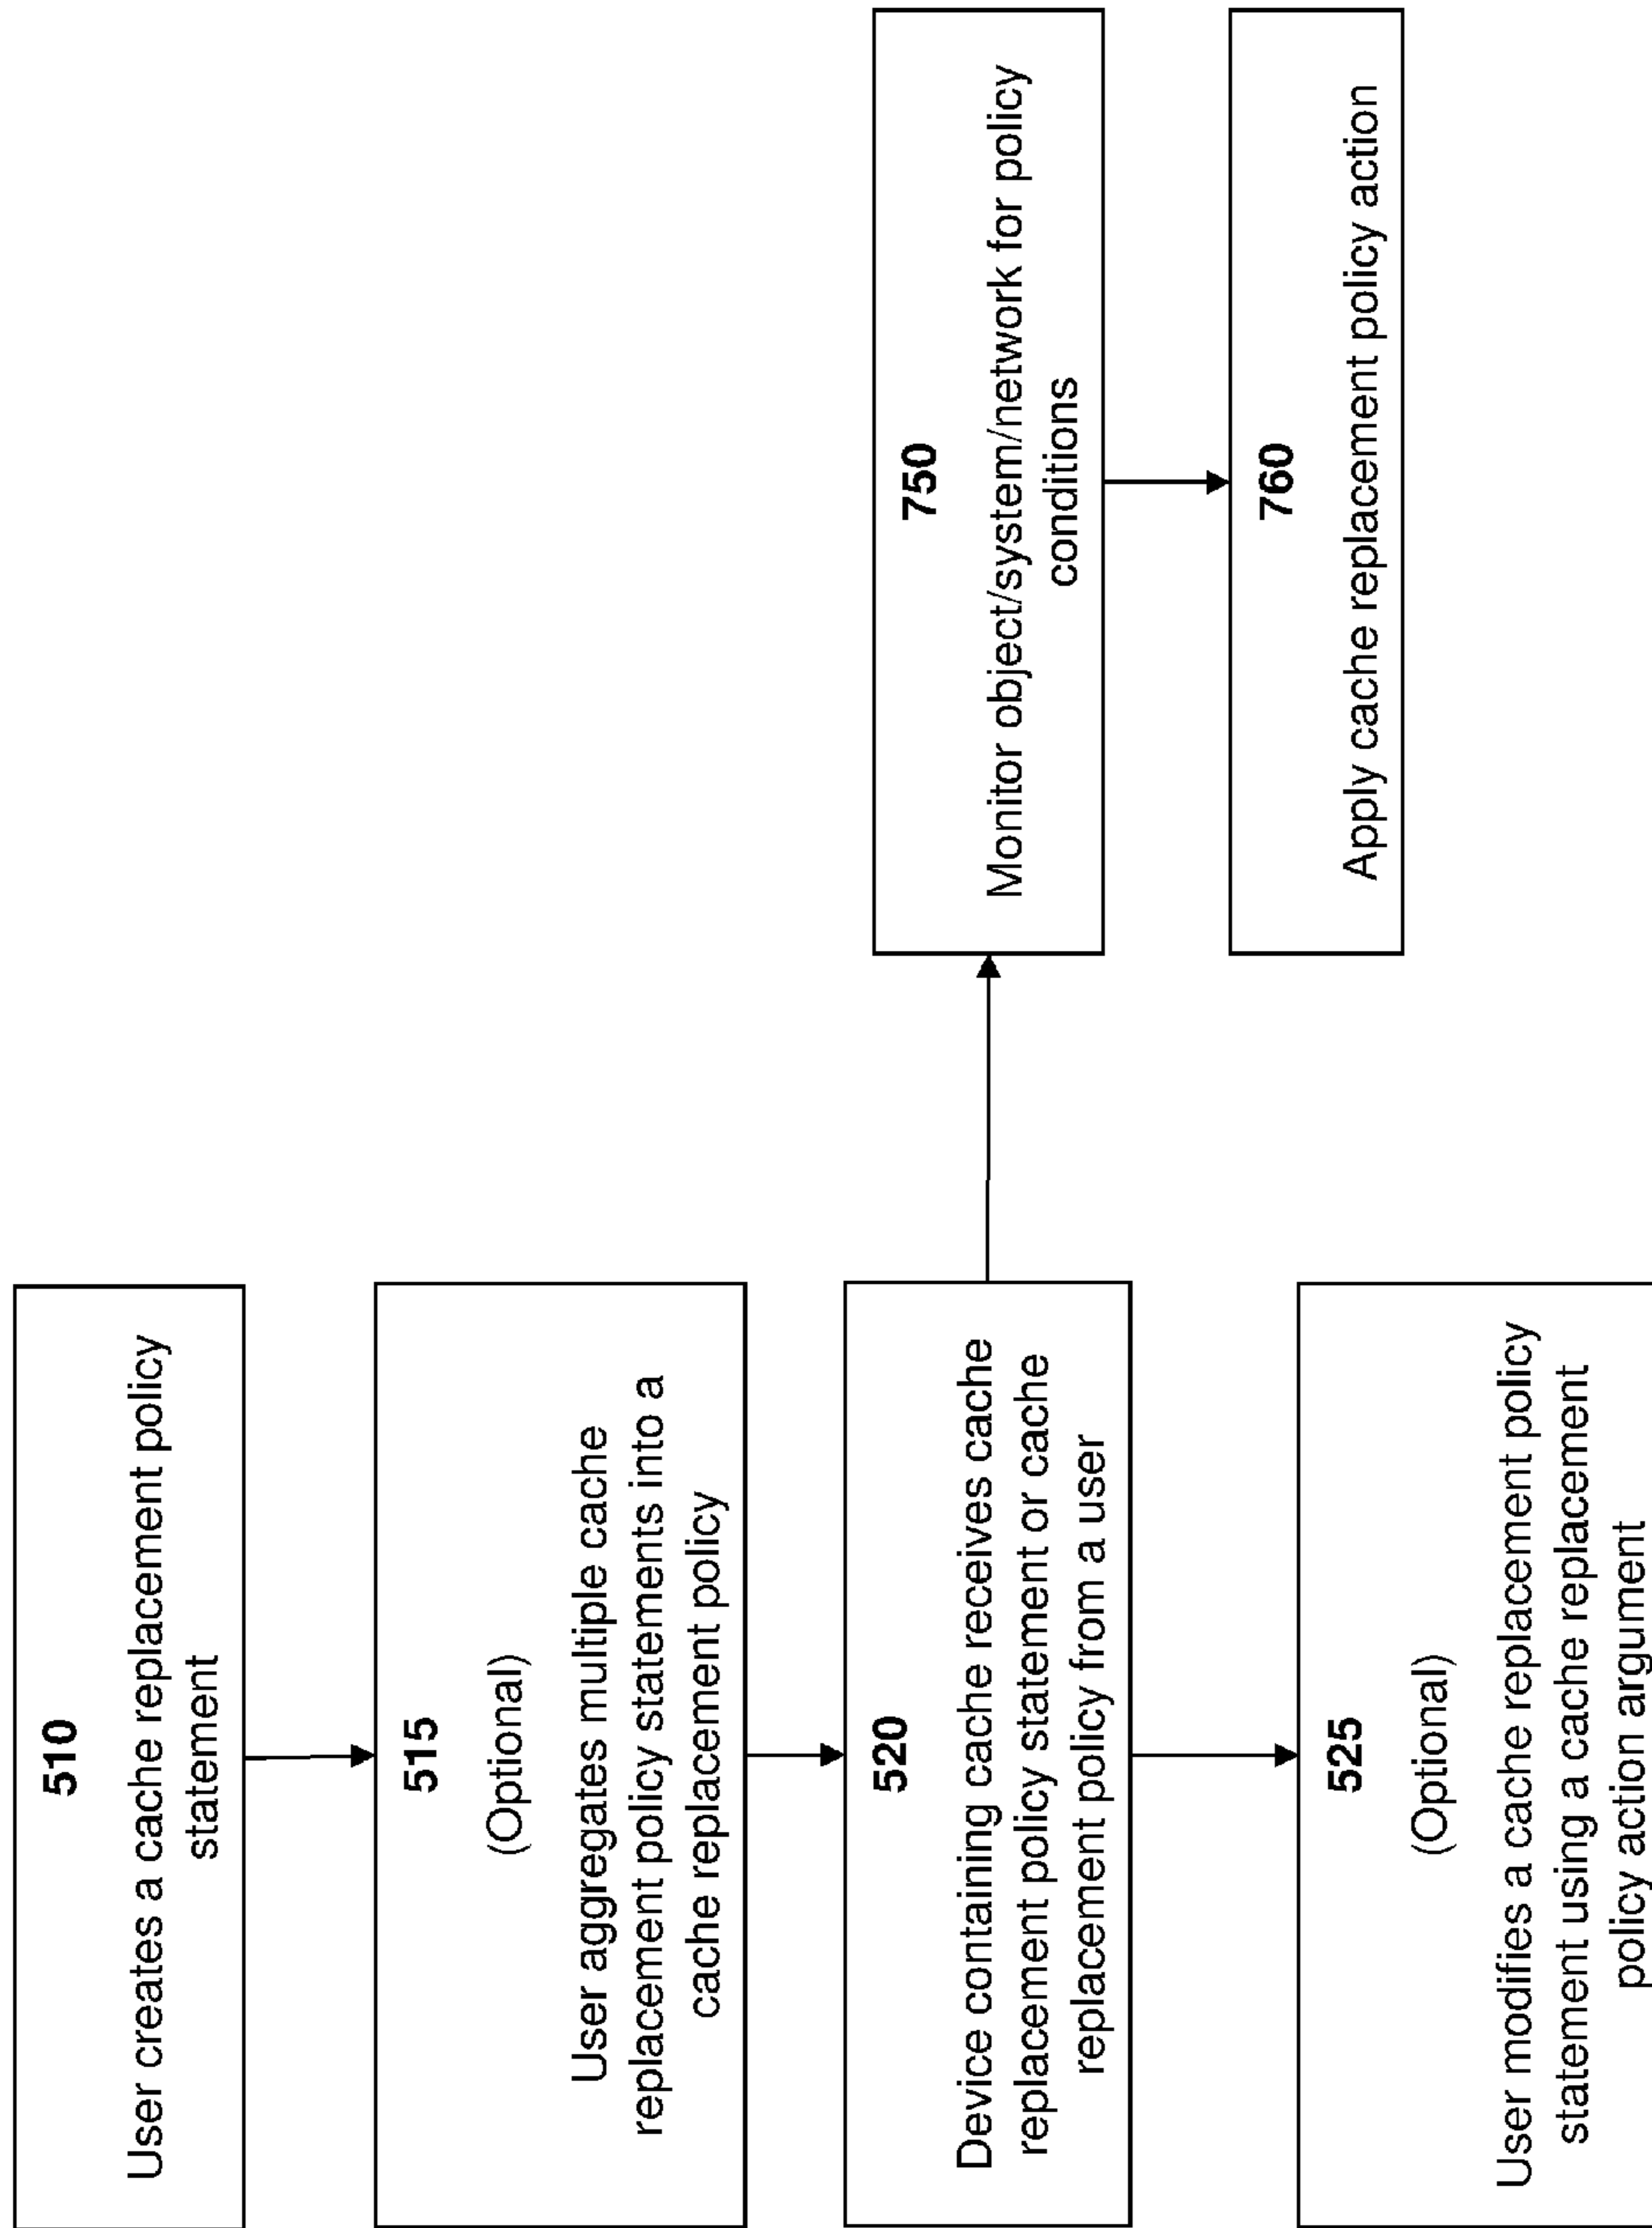 510
User creates a cache replacement policy
statement
515
(Optional)
User aggregates multiple cache
replacement policy statements into a
cache replacement policy
520
Device containing cache receives cache
replacement policy statement or cache
replacement policy from a user
525
(Optional)
User modifies a cache replacement policy
statement using a cache replacement
policy action argument
750
Monitor object/system/network for policy
conditions
760
Apply cache replacement policy action